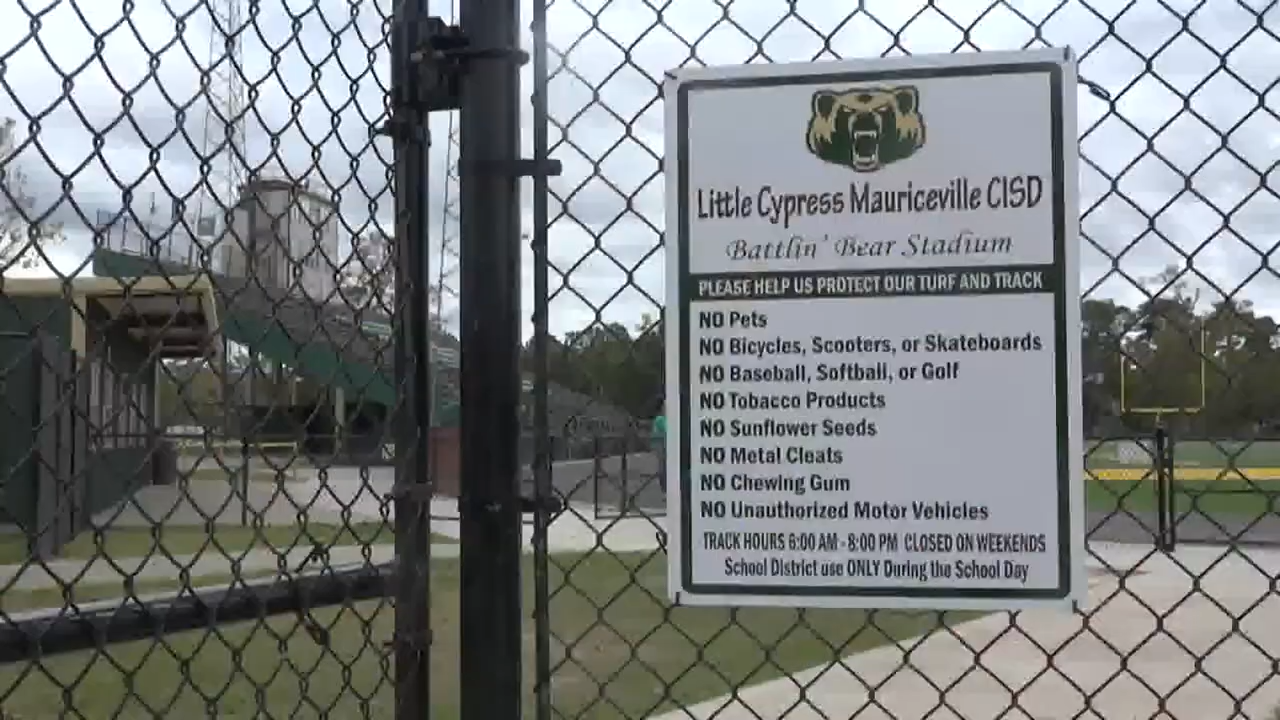 Little Cypress Mauriceville CISD
Battlin' Bear Stadium
PLEASE HELP US PROTECT OUR TURF AND TRACK
NO Pets
NO Bicycles, Scooters, or Skateboards
NO Baseball, Softball, or Golf
NO Tobacco Products
NO Sunflower Seeds
NO Metal Cleats
NO Chewing Gum
NO Unauthorized Motor Vehicles
TRACK HOURS 6:00 AM - 8:00 PM CLOSED ON WEEKENDS
School District use ONLY During the School Day